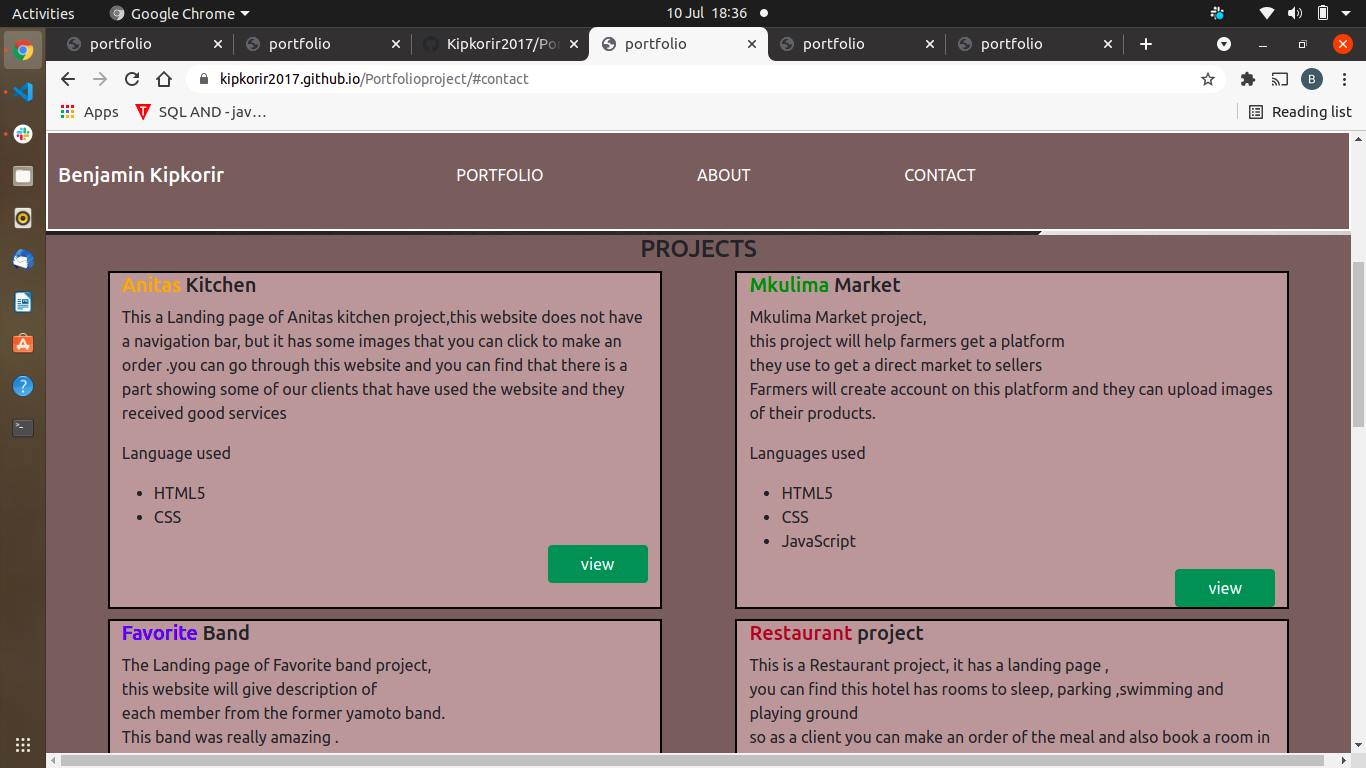 Activities
Google Chrome
10 Jul 18:36
portfolio
portfolio
Kipkorir2017/Po
portfolio
portfolio
portfolio
kipkorir2017.github.io/Portfolioproject/#contact
B
Apps
SQL AND - jav...
Reading list
Benjamin Kipkorir
PORTFOLIO
ABOUT
CONTACT
PROJECTS
Anitas Kitchen
This a Landing page of Anitas kitchen project,this website does not have
a navigation bar, but it has some images that you can click to make an
order .you can go through this website and you can find that there is a
part showing some of our clients that have used the website and they
received good services
Language used
HTML5
CSS
view
Mkulima Market
Mkulima Market project,
this project will help farmers get a platform
they use to get a direct market to sellers
Farmers will create account on this platform and they can upload images
of their products.
Languages used
HTML5
CSS
JavaScript
view
Favorite Band
The Landing page of Favorite band project,
this website will give description of
each member from the former yamoto band.
This band was really amazing .
Restaurant project
This is a Restaurant project, it has a landing page ,
you can find this hotel has rooms to sleep, parking ,swimming and
playing ground
so as a client you can make an order of the meal and also book a room in